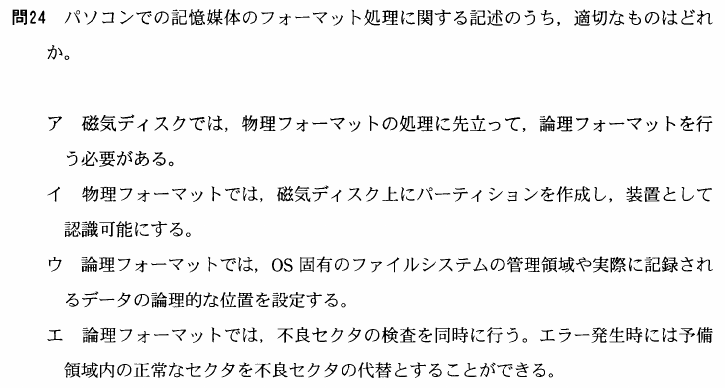 問24 パソコンでの記憶媒体のフォーマット処理に関する記述のうち，適切なものはどれ
か。
ア 磁気ディスクでは，物理フォーマットの処理に先立って，論理フォーマットを行
う必要がある。
イ 物理フォーマットでは，磁気ディスク上にパーティションを作成し，装置として
認識可能にする。
ウ 論理フォーマットでは，OS 固有のファイルシステムの管理領域や実際に記録され
るデータの論理的な位置を設定する。
エ 論理フォーマットでは，不良セクタの検査を同時に行う。エラー発生時には予備
領域内の正常なセクタを不良セクタの代替とすることができる。